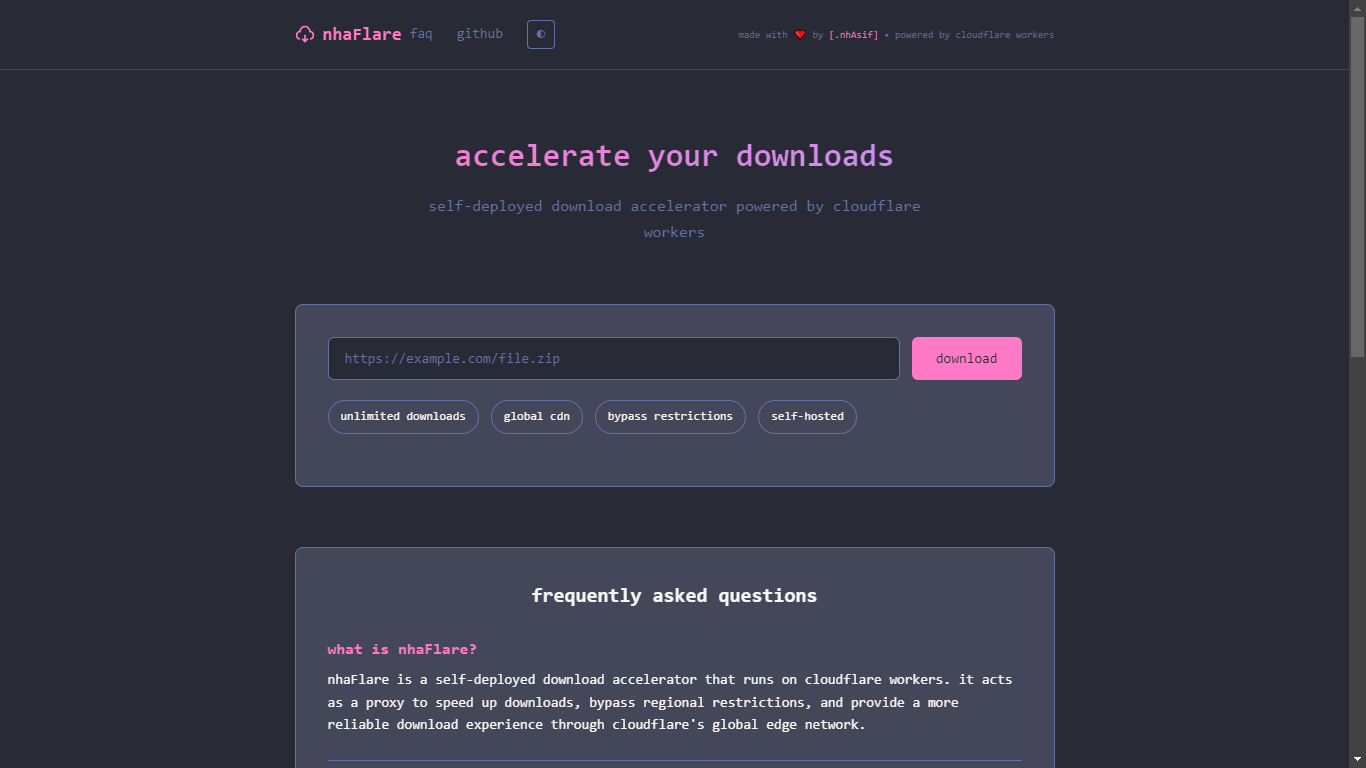 nhaFlare faq github made with ❤ by [.nhAsif] • powered by cloudflare workers
accelerate your downloads
self-deployed download accelerator powered by cloudflare
workers
https://example.com/file.zip download
unlimited downloads global cdn bypass restrictions self-hosted
frequently asked questions
what is nhaFlare?
nhaFlare is a self-deployed download accelerator that runs on cloudflare workers. it acts
as a proxy to speed up downloads, bypass regional restrictions, and provide a more
reliable download experience through cloudflare's global edge network.